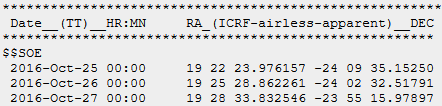 *******************************************************
Date__(TT)__HR:MN     RA_(ICRF-airless-apparent)__DEC
*******************************************************
$$SOE
2016-Oct-25 00:00     19 22 23.976157 -24 09 35.15250
2016-Oct-26 00:00     19 25 28.862261 -24 02 32.51791
2016-Oct-27 00:00     19 28 33.832546 -23 55 15.97897